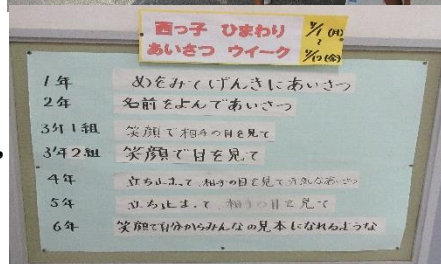 西っ子 ひまわり
あいさつ ウイーク
1年 めをみてげんきにあいさつ
2年 名前をよんであいさつ
3年1組 笑顔で相手の目を見て
3年2組 笑顔で目を見て
4年 立ち止まって、相手の目を見て元気なあいさつ
5年 立ち止まって、相手の目を見て
6年 笑顔で自分からみんなの見本になれるような